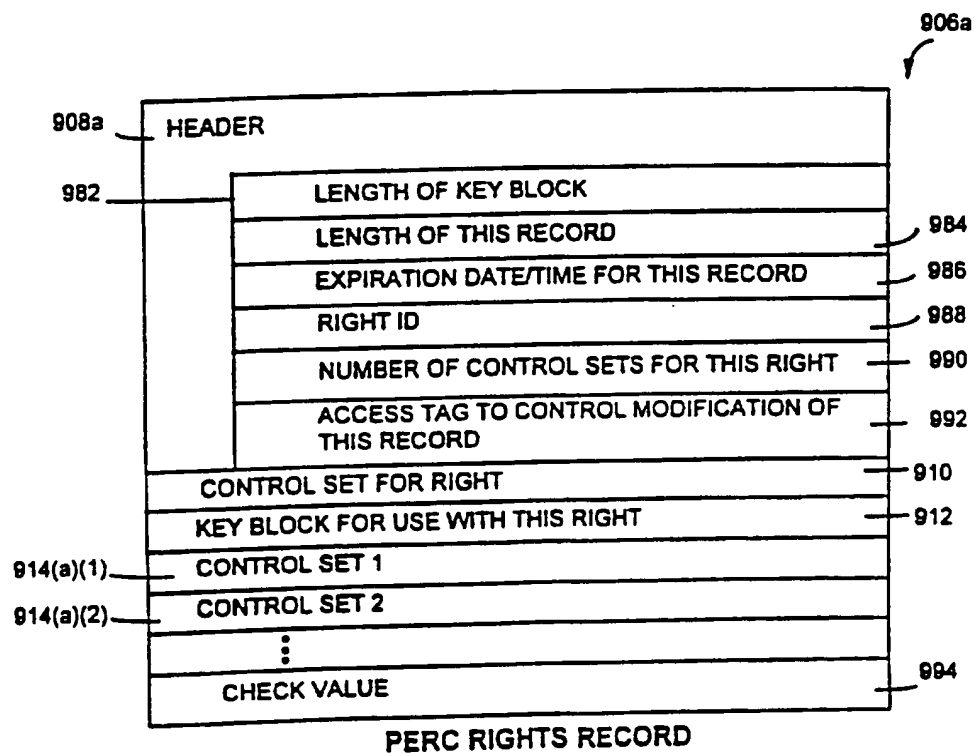 906a
908a
HEADER
982
LENGTH OF KEY BLOCK
LENGTH OF THIS RECORD
984
EXPIRATION DATE/TIME FOR THIS RECORD
986
RIGHT ID
988
NUMBER OF CONTROL SETS FOR THIS RIGHT
990
ACCESS TAG TO CONTROL MODIFICATION OF
THIS RECORD
992
CONTROL SET FOR RIGHT
910
KEY BLOCK FOR USE WITH THIS RIGHT
912
914(a)(1)
CONTROL SET 1
914(a)(2)
CONTROL SET 2
CHECK VALUE
994
PERC RIGHTS RECORD